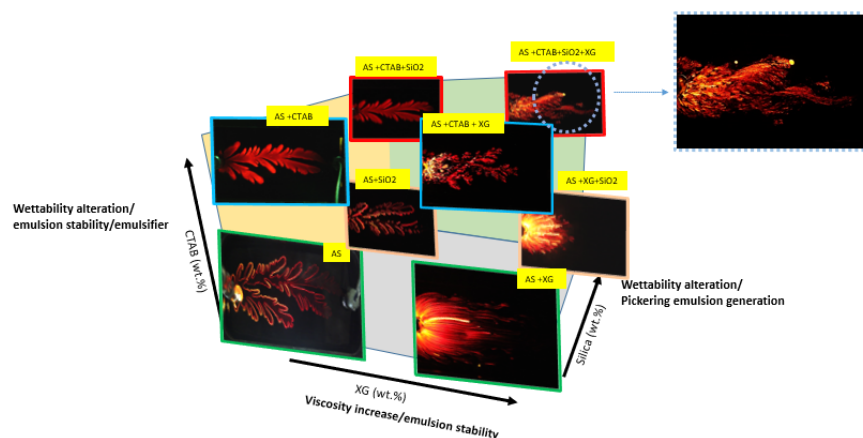 AS +CTAB+SiO2+XG
AS +CTAB+SiO2
AS +CTAB
AS +CTAB + XG
AS+SiO2
AS +XG+SiO2
Wettability alteration/
emulsion stability/emulsifier
CTAB (wt.%)
AS
AS +XG
Wettability alteration/
Pickering emulsion generation
Silica (wt.%)
XG (wt.%)
Viscosity increase/emulsion stability